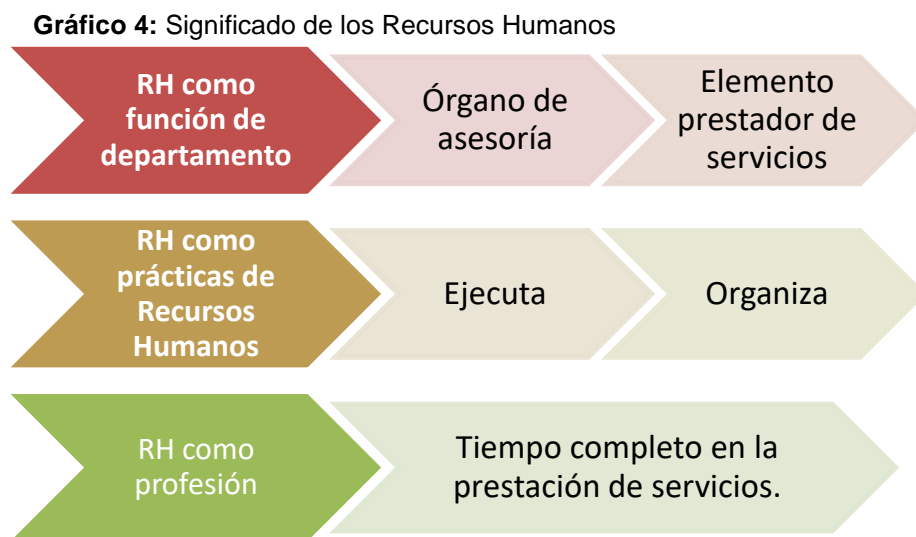 Gráfico 4: Significado de los Recursos Humanos
RH como
función de
departamento
Órgano de
asesoría
Elemento
prestador de
servicios
RH como
prácticas de
Recursos
Humanos
Ejecuta
Organiza
RH como
profesión
Tiempo completo en la
prestación de servicios.